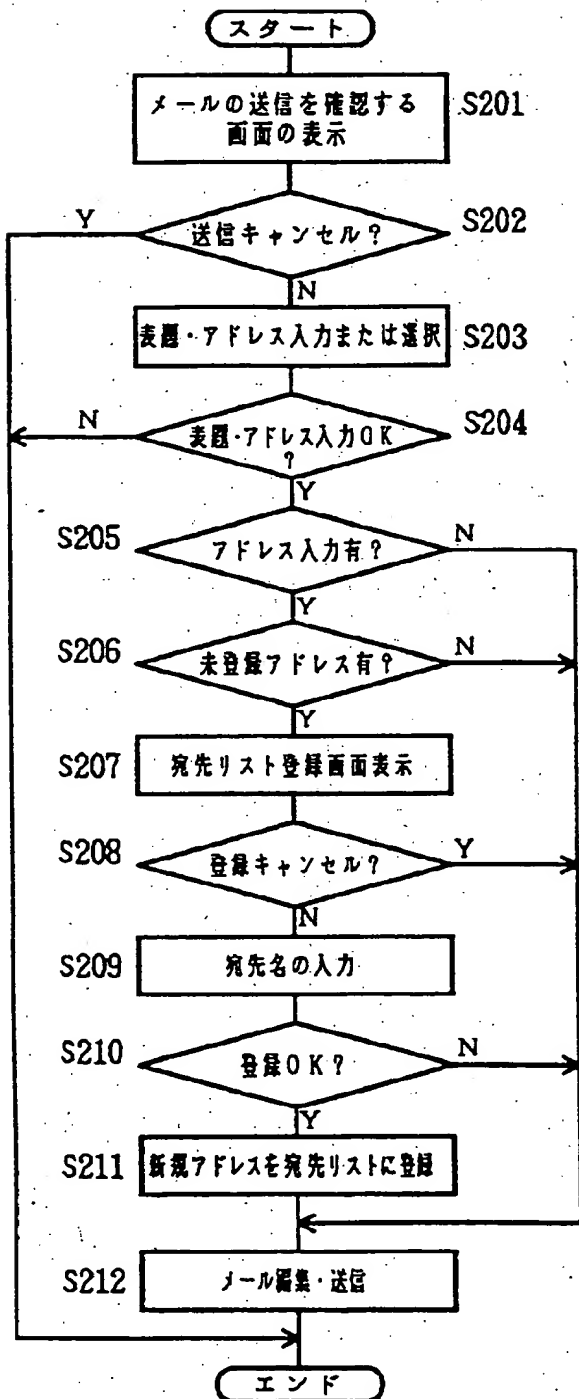 スタート
メールの送信を確認する
画面の表示
S201
送信キャンセル?
S202
Y
N
表題・アドレス入力または選択
S203
表題・アドレス入力OK
?
S204
N
Y
S205
アドレス入力有?
N
Y
S206
未登録アドレス有?
N
Y
S207
宛先リスト登録画面表示
S208
登録キャンセル?
Y
N
S209
宛先名の入力
S210
登録OK?
N
Y
S211
新規アドレスを宛先リストに登録
S212
メール編集・送信
エンド